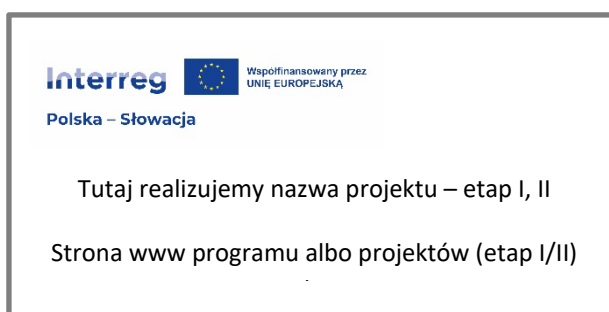 Interreg
Współfinansowany przez
UNIĘ EUROPEJSKĄ
Polska – Słowacja
Tutaj realizujemy nazwa projektu – etap I, II
Strona www programu albo projektów (etap I/II)